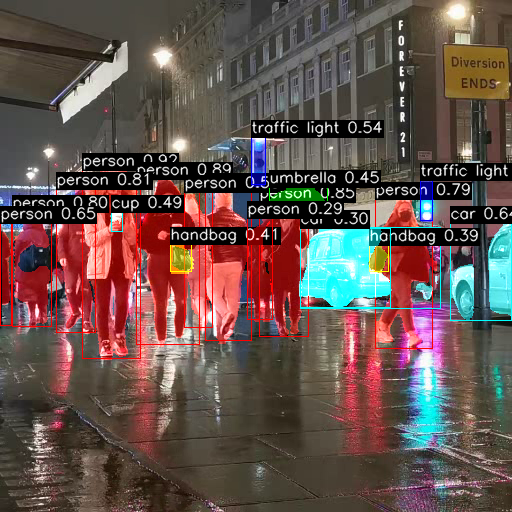 FOREVER 21
Diversion
ENDS
traffic light 0.54
person 0.92
person 0.89
traffic light
person 0.81
person 0.5
umbrella 0.45
person 0.85
person 0.79
person 0.80
cup 0.49
person 0.29
person 0.65
car 0.30
car 0.64
handbag 0.41
handbag 0.39